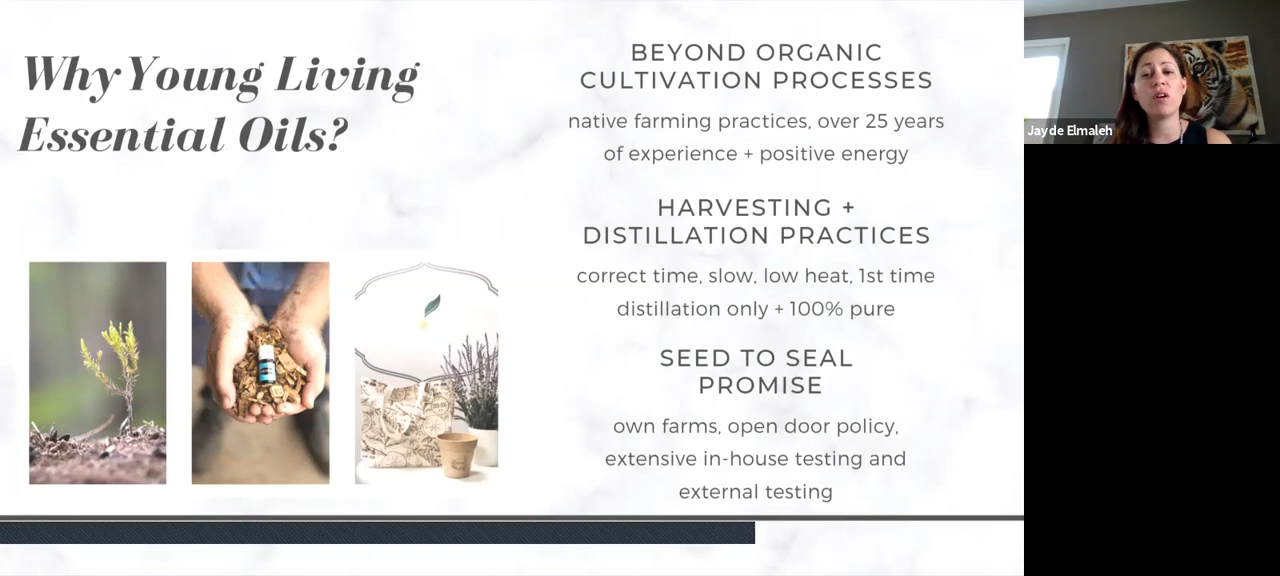 Why Young Living
Essential Oils?
BEYOND ORGANIC
CULTIVATION PROCESSES
native farming practices, over 25 years
of experience + positive energy
HARVESTING +
DISTILLATION PRACTICES
correct time, slow, low heat, 1st time
distillation only + 100% pure
SEED TO SEAL
PROMISE
own farms, open door policy,
extensive in-house testing and
external testing
Jayde Elmaleh